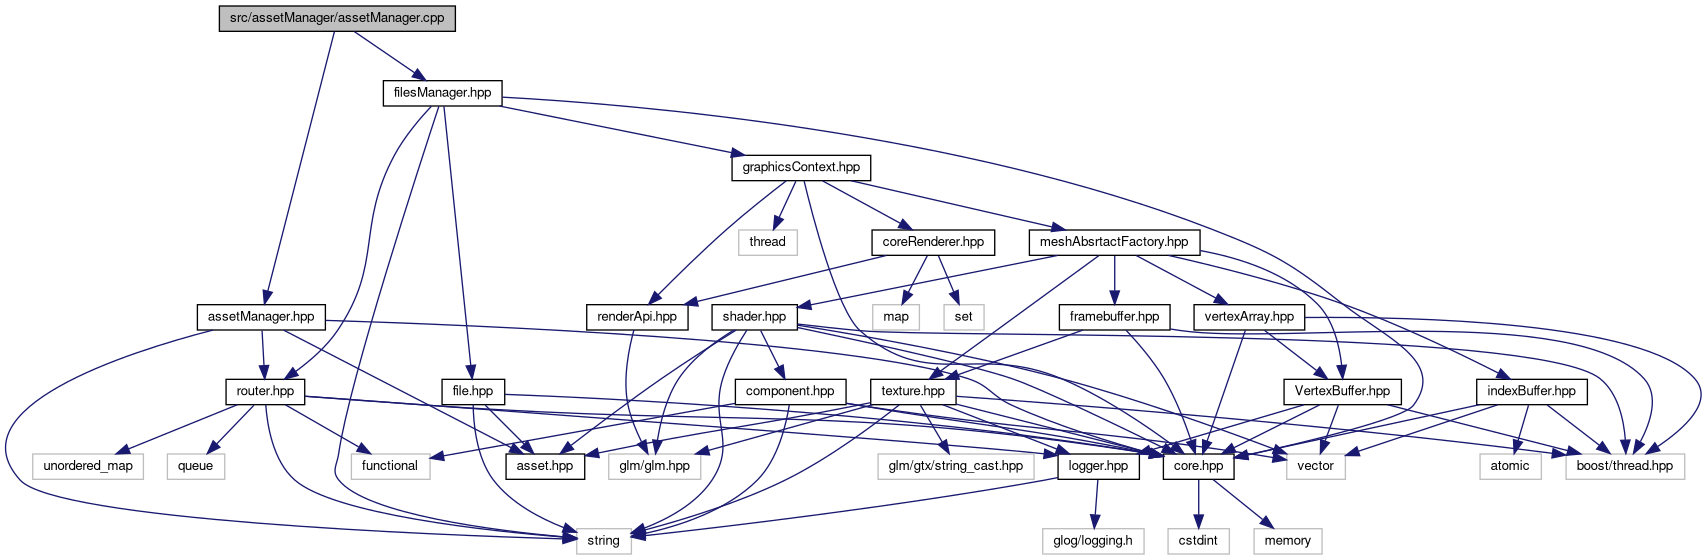 src/assetManager/assetManager.cpp
filesManager.hpp
graphicsContext.hpp
thread
coreRenderer.hpp
meshAbsrtactFactory.hpp
assetManager.hpp
renderApi.hpp
shader.hpp
map
set
framebuffer.hpp
vertexArray.hpp
router.hpp
file.hpp
component.hpp
texture.hpp
VertexBuffer.hpp
indexBuffer.hpp
unordered_map
queue
functional
asset.hpp
glm/glm.hpp
glm/gtx/string_cast.hpp
logger.hpp
core.hpp
vector
atomic
boost/thread.hpp
string
glog/logging.h
cstdint
memory